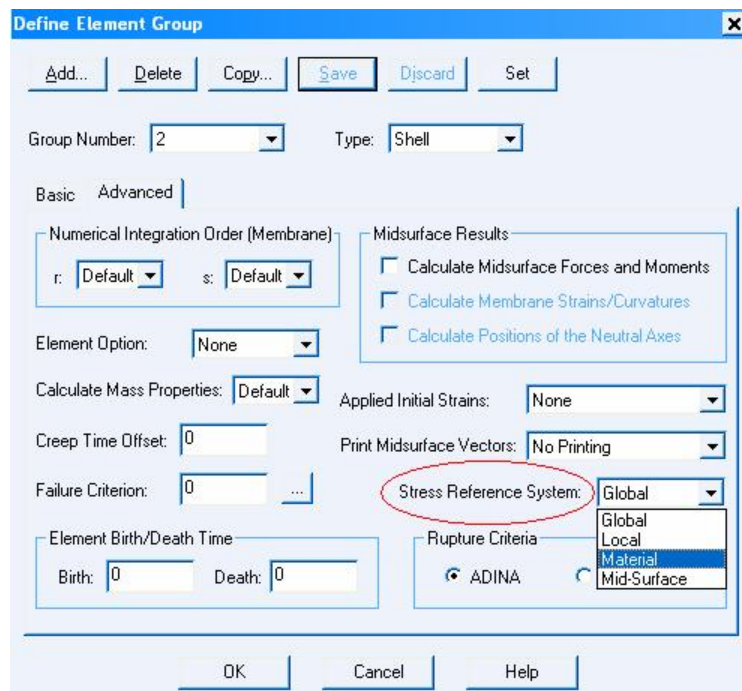 Define Element Group
Add... Delete Copy... Save Discard Set
Group Number: 2 Type: Shell
Basic Advanced
Numerical Integration Order (Membrane)
r: Default s: Default
Midsurface Results
Calculate Midsurface Forces and Moments
Calculate Membrane Strains/Curvatures
Calculate Positions of the Neutral Axes
Element Option: None
Calculate Mass Properties: Default
Applied Initial Strains: None
Creep Time Offset: 0
Print Midsurface Vectors: No Printing
Failure Criterion: 0 ...
Stress Reference System: Global
Global
Local
Material
Mid-Surface
Element Birth/Death Time
Birth: 0 Death: 0
Rupture Criteria
ADINA
OK Cancel Help